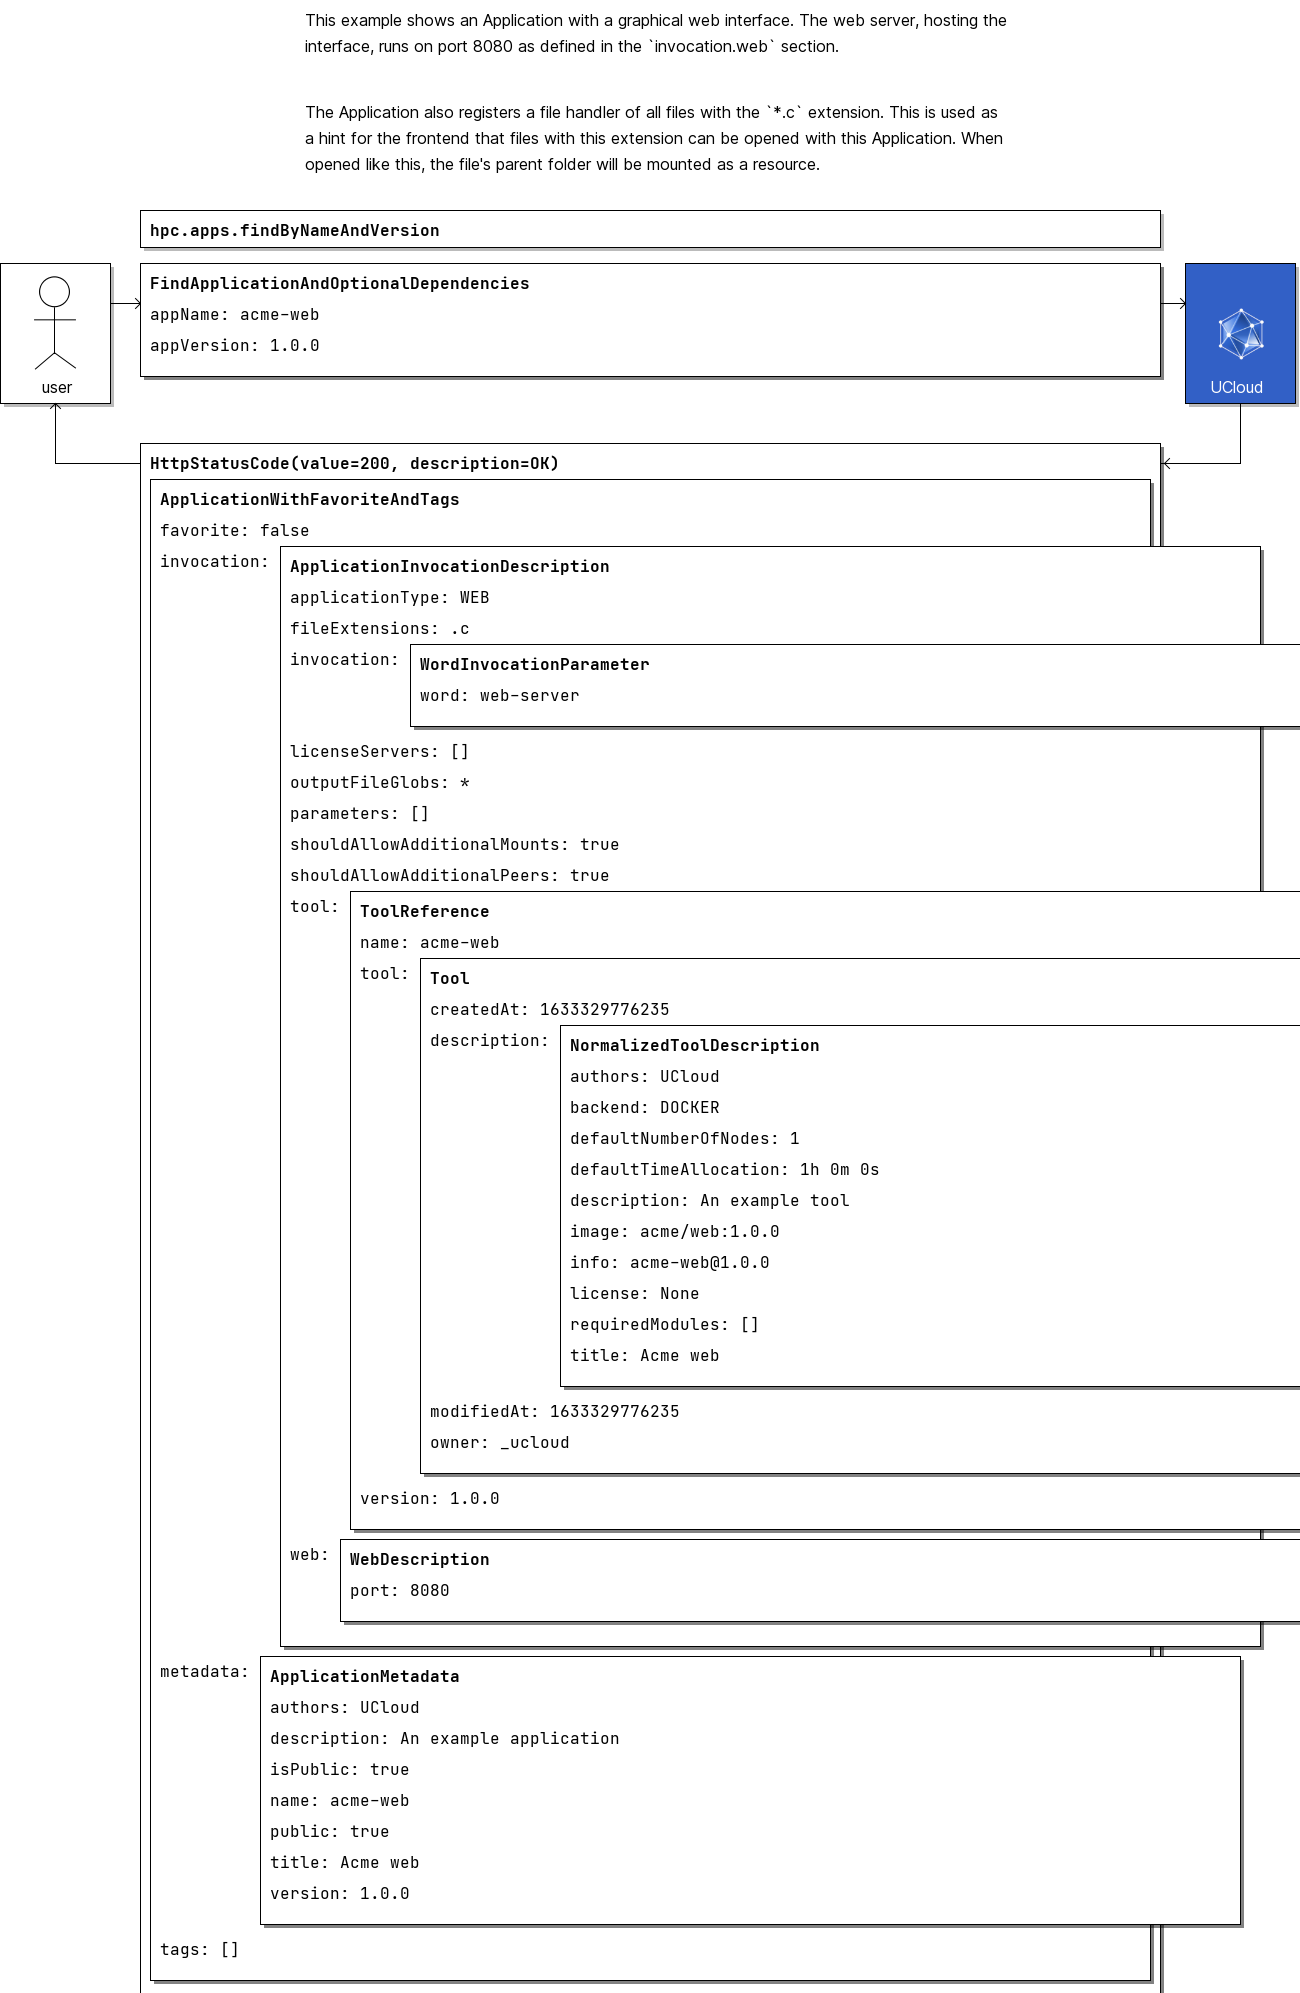 This example shows an Application with a graphical web interface. The web server, hosting the
interface, runs on port 8080 as defined in the `invocation.web` section.
The Application also registers a file handler of all files with the `*.c` extension. This is used as
a hint for the frontend that files with this extension can be opened with this Application. When
opened like this, the file's parent folder will be mounted as a resource.
hpc.apps.findByNameAndVersion
FindApplicationAndOptionalDependencies
appName: acme-web
appVersion: 1.0.0
user
UCloud
HttpStatusCode(value=200, description=OK)
ApplicationWithFavoriteAndTags
favorite: false
invocation:
ApplicationInvocationDescription
applicationType: WEB
fileExtensions: .c
invocation:
WordInvocationParameter
word: web-server
licenseServers: []
outputFileGlobs: *
parameters: []
shouldAllowAdditionalMounts: true
shouldAllowAdditionalPeers: true
tool:
ToolReference
name: acme-web
tool:
Tool
createdAt: 1633329776235
description:
NormalizedToolDescription
authors: UCloud
backend: DOCKER
defaultNumberOfNodes: 1
defaultTimeAllocation: 1h 0m 0s
description: An example tool
image: acme/web:1.0.0
info: acme-web@1.0.0
license: None
requiredModules: []
title: Acme web
modifiedAt: 1633329776235
owner: _ucloud
version: 1.0.0
web:
WebDescription
port: 8080
metadata:
ApplicationMetadata
authors: UCloud
description: An example application
isPublic: true
name: acme-web
public: true
title: Acme web
version: 1.0.0
tags: []